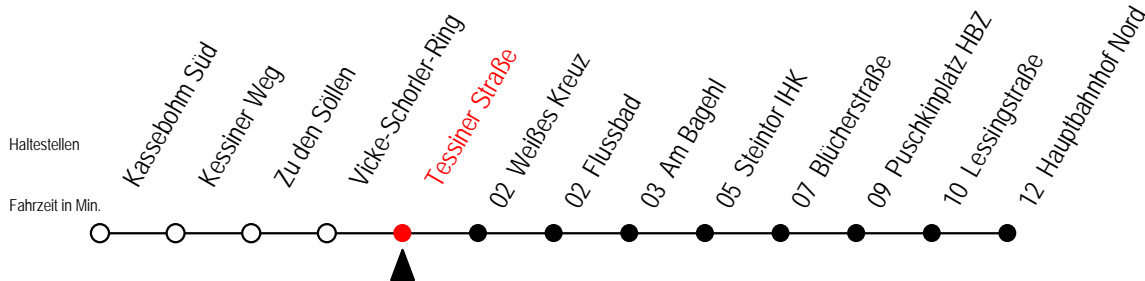 Haltestellen
Fahrzeit in Min.
Kassebohm Süd
Kessiner Weg
Zu den Söllen
Vicke-Schorler-Ring
Tessiner Straße
02 Weißes Kreuz
02 Flussbad
03 Am Bagehl
05 Steintor IHK
07 Blücherstraße
09 Puschkinplatz HBZ
10 Lessingstraße
12 Hauptbahnhof Nord